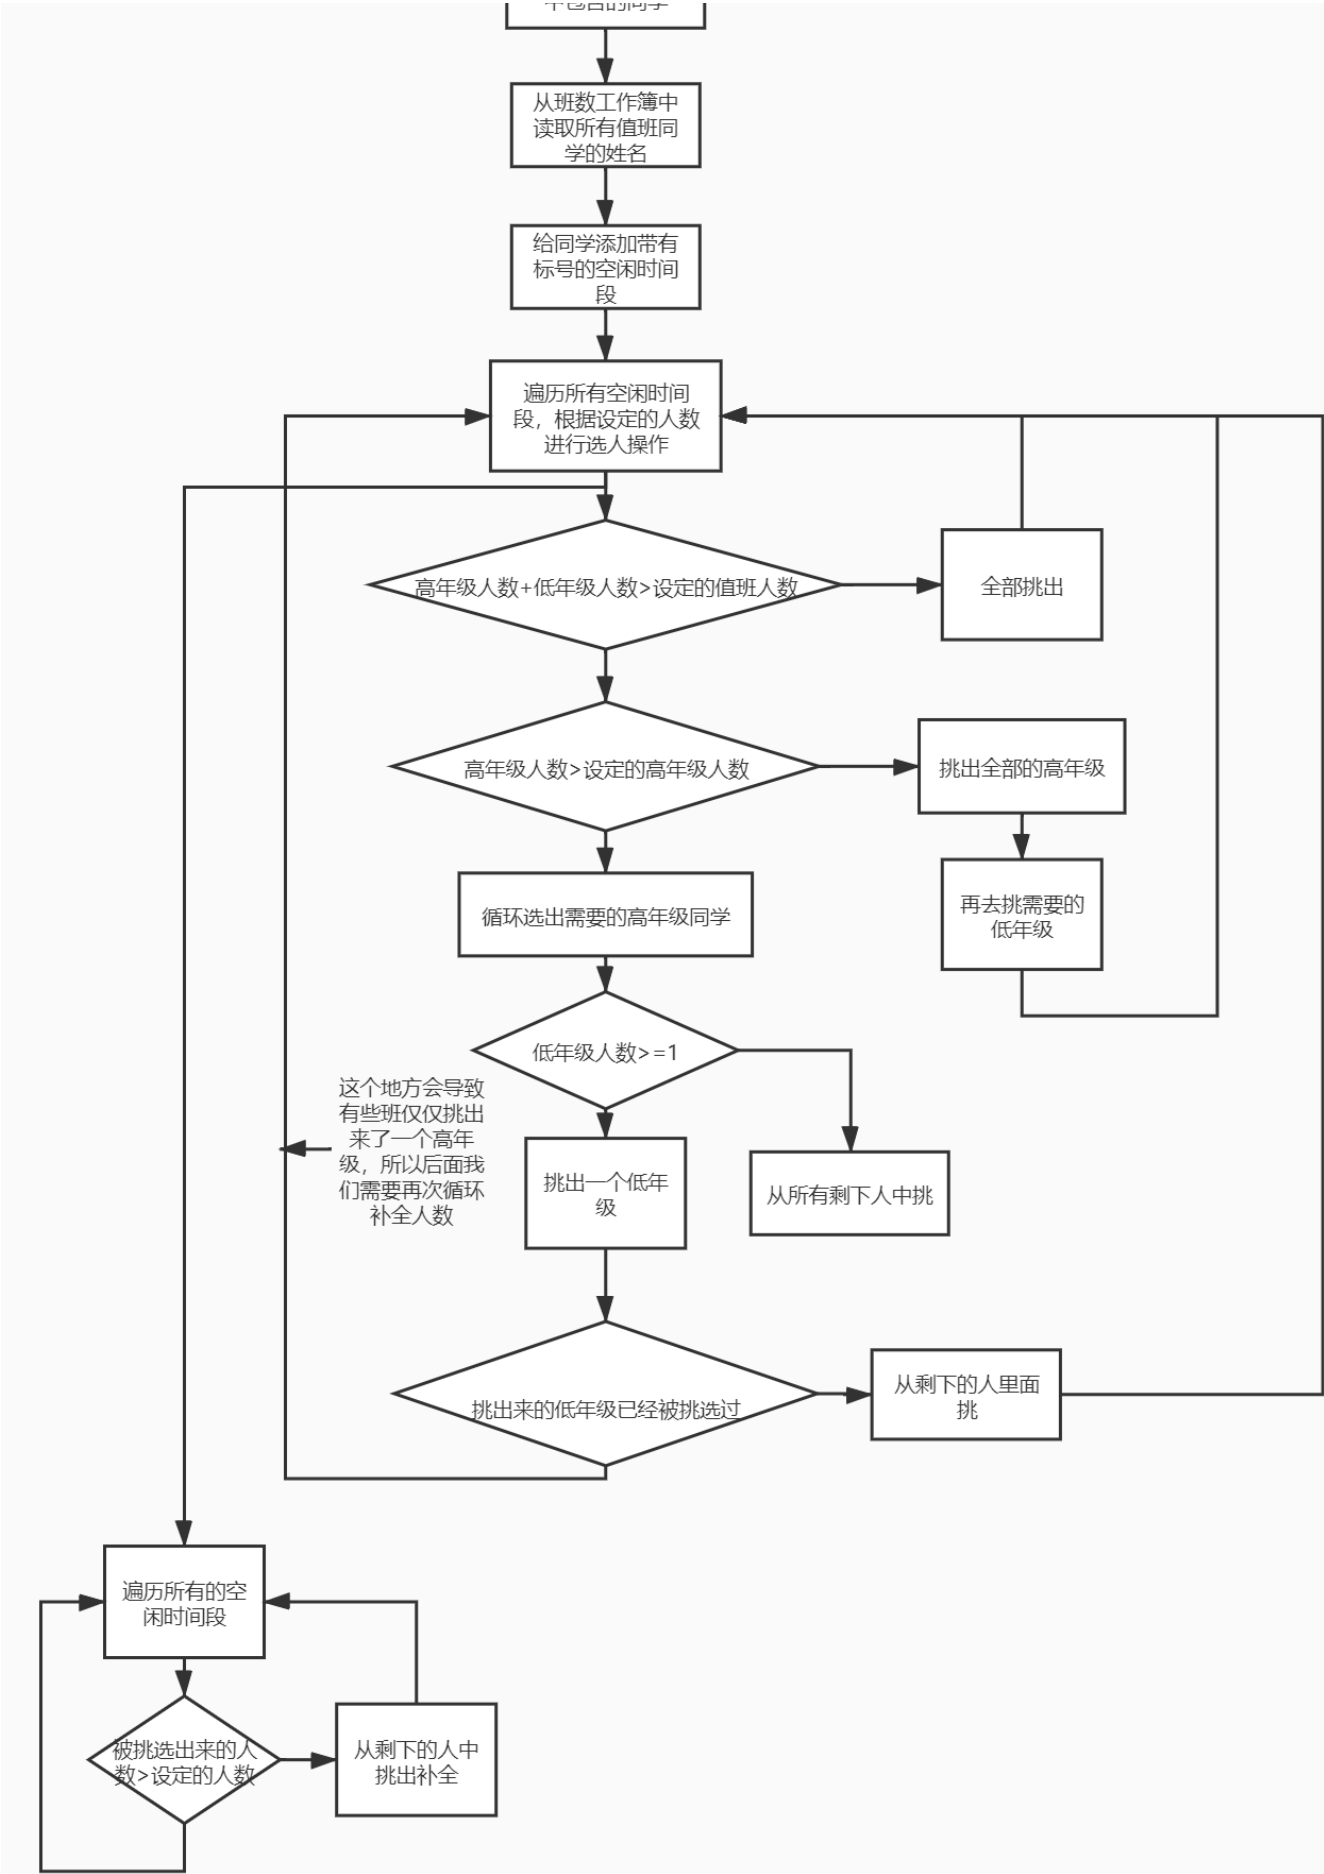 从班数工作簿中
读取所有值班同
学的姓名
给同学添加带有
标号的空闲时间
段
遍历所有空闲时间
段，根据设定的人数
进行选人操作
高年级人数+低年级人数>设定的值班人数
全部挑出
高年级人数>设定的高年级人数
挑出全部的高年级
循环选出需要的高年级同学
再去挑需要的
低年级
低年级人数>=1
这个地方会导致
有些班仅仅挑出
来了一个高年
级，所以后面我
们需要再次循环
补全人数
挑出一个低年
级
从所有剩下人中挑
挑出来的低年级已经被挑选过
从剩下的人里面
挑
遍历所有的空
闲时间段
被挑选出来的人
数>设定的人数
从剩下的人中
挑出补全